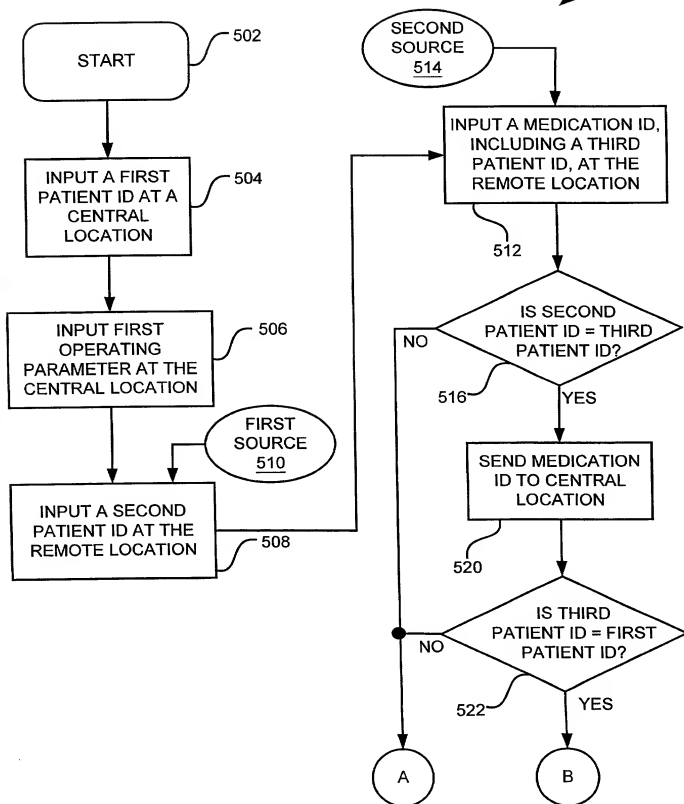 START
502
INPUT A FIRST
PATIENT ID AT A
CENTRAL
LOCATION
504
INPUT FIRST
OPERATING
PARAMETER AT THE
CENTRAL LOCATION
506
FIRST
SOURCE
510
INPUT A SECOND
PATIENT ID AT THE
REMOTE LOCATION
508
SECOND
SOURCE
514
INPUT A MEDICATION ID,
INCLUDING A THIRD
PATIENT ID, AT THE
REMOTE LOCATION
512
IS SECOND
PATIENT ID = THIRD
PATIENT ID?
NO
516
YES
SEND MEDICATION
ID TO CENTRAL
LOCATION
520
IS THIRD
PATIENT ID = FIRST
PATIENT ID?
NO
522
YES
A
B